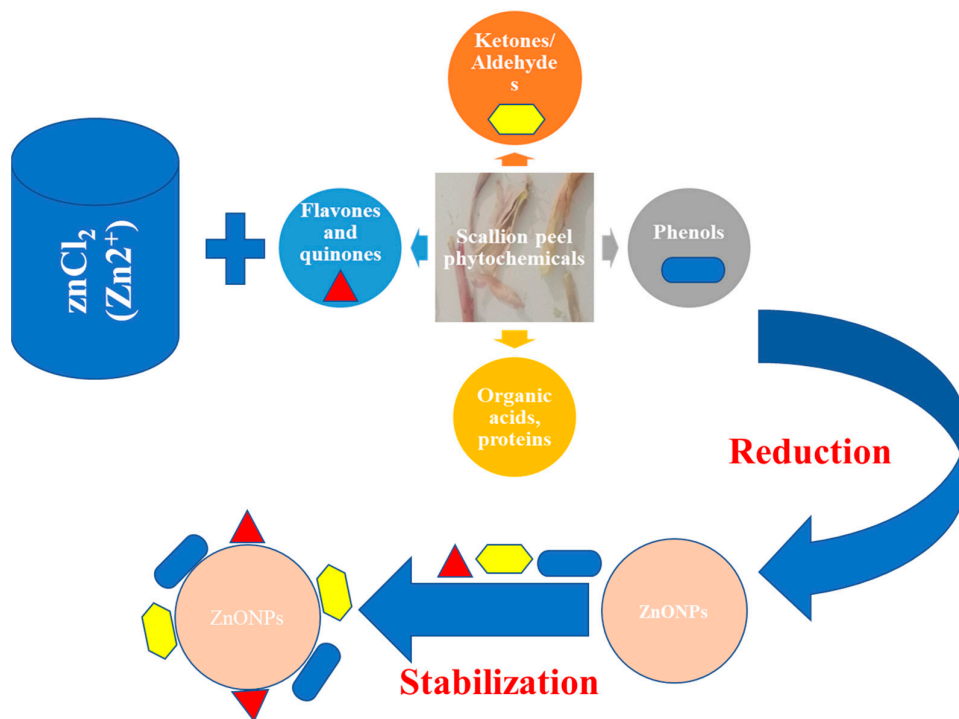 Ketones/
Aldehyde
s
znCl₂
(Zn2⁺)
Flavones
and
quinones
Scallion peel
phytochemicals
Phenols
Organic
acids,
proteins
Reduction
ZnONPs
ZnONPs
Stabilization